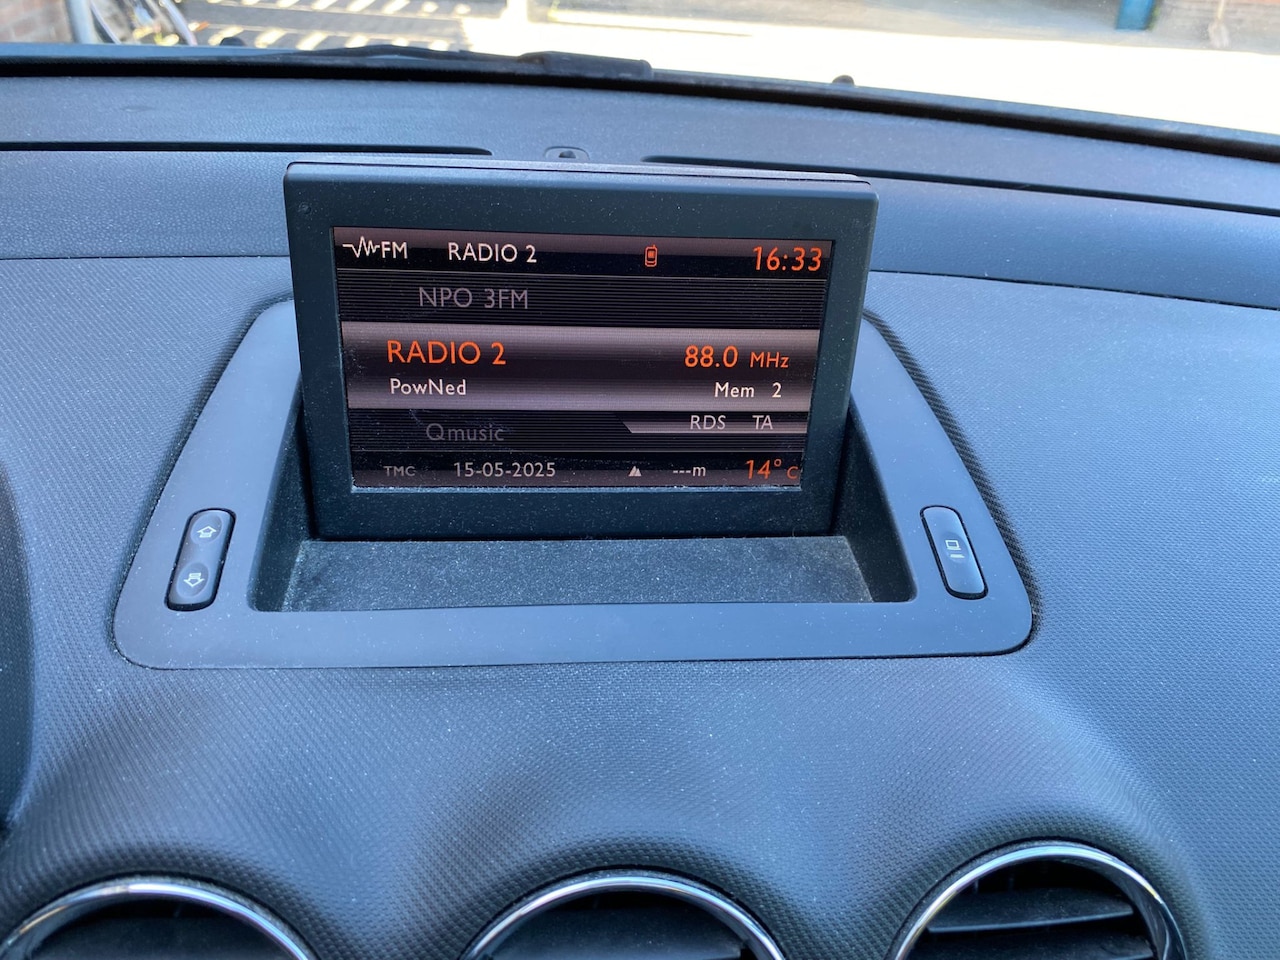 FM RADIO 2 16:33
NPO 3FM
RADIO 2 88.0 MHz
PowNed Mem 2
Qmusic RDS TA
TMC 15-05-2025 ---m 14° C